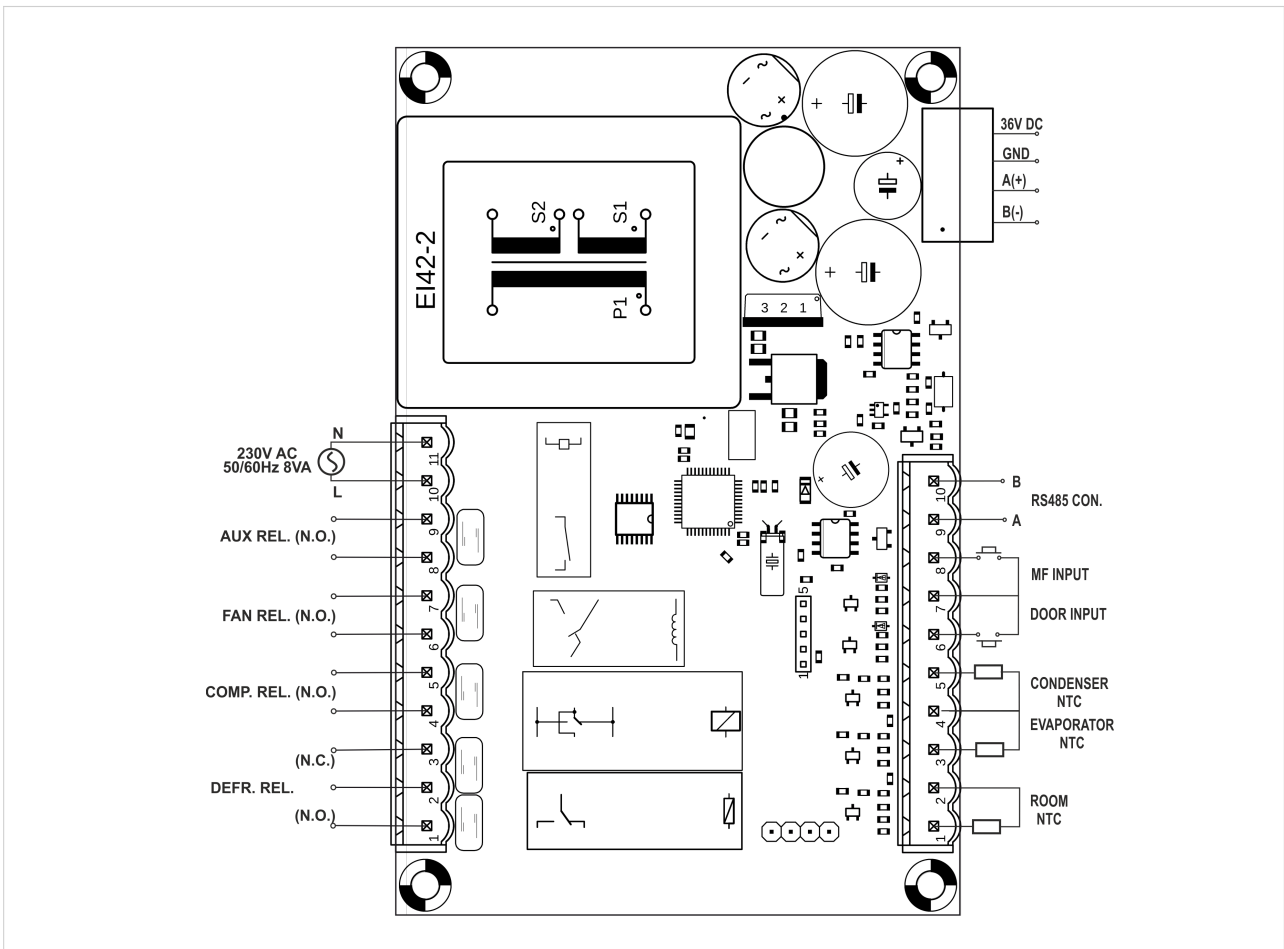 36V DC
GND
A(+)
B(-)
S2
S1
EI42-2
P1
3 2 1
230V AC
50/60Hz 8VA
N
L
AUX REL. (N.O.)
FAN REL. (N.O.)
COMP. REL. (N.O.)
(N.C.)
DEFR. REL.
(N.O.)
11
10
9
8
7
6
5
4
3
2
1
5
1
10
9
8
7
6
5
4
3
2
1
B
RS485 CON.
A
MF INPUT
DOOR INPUT
CONDENSER
NTC
EVAPORATOR
NTC
ROOM
NTC